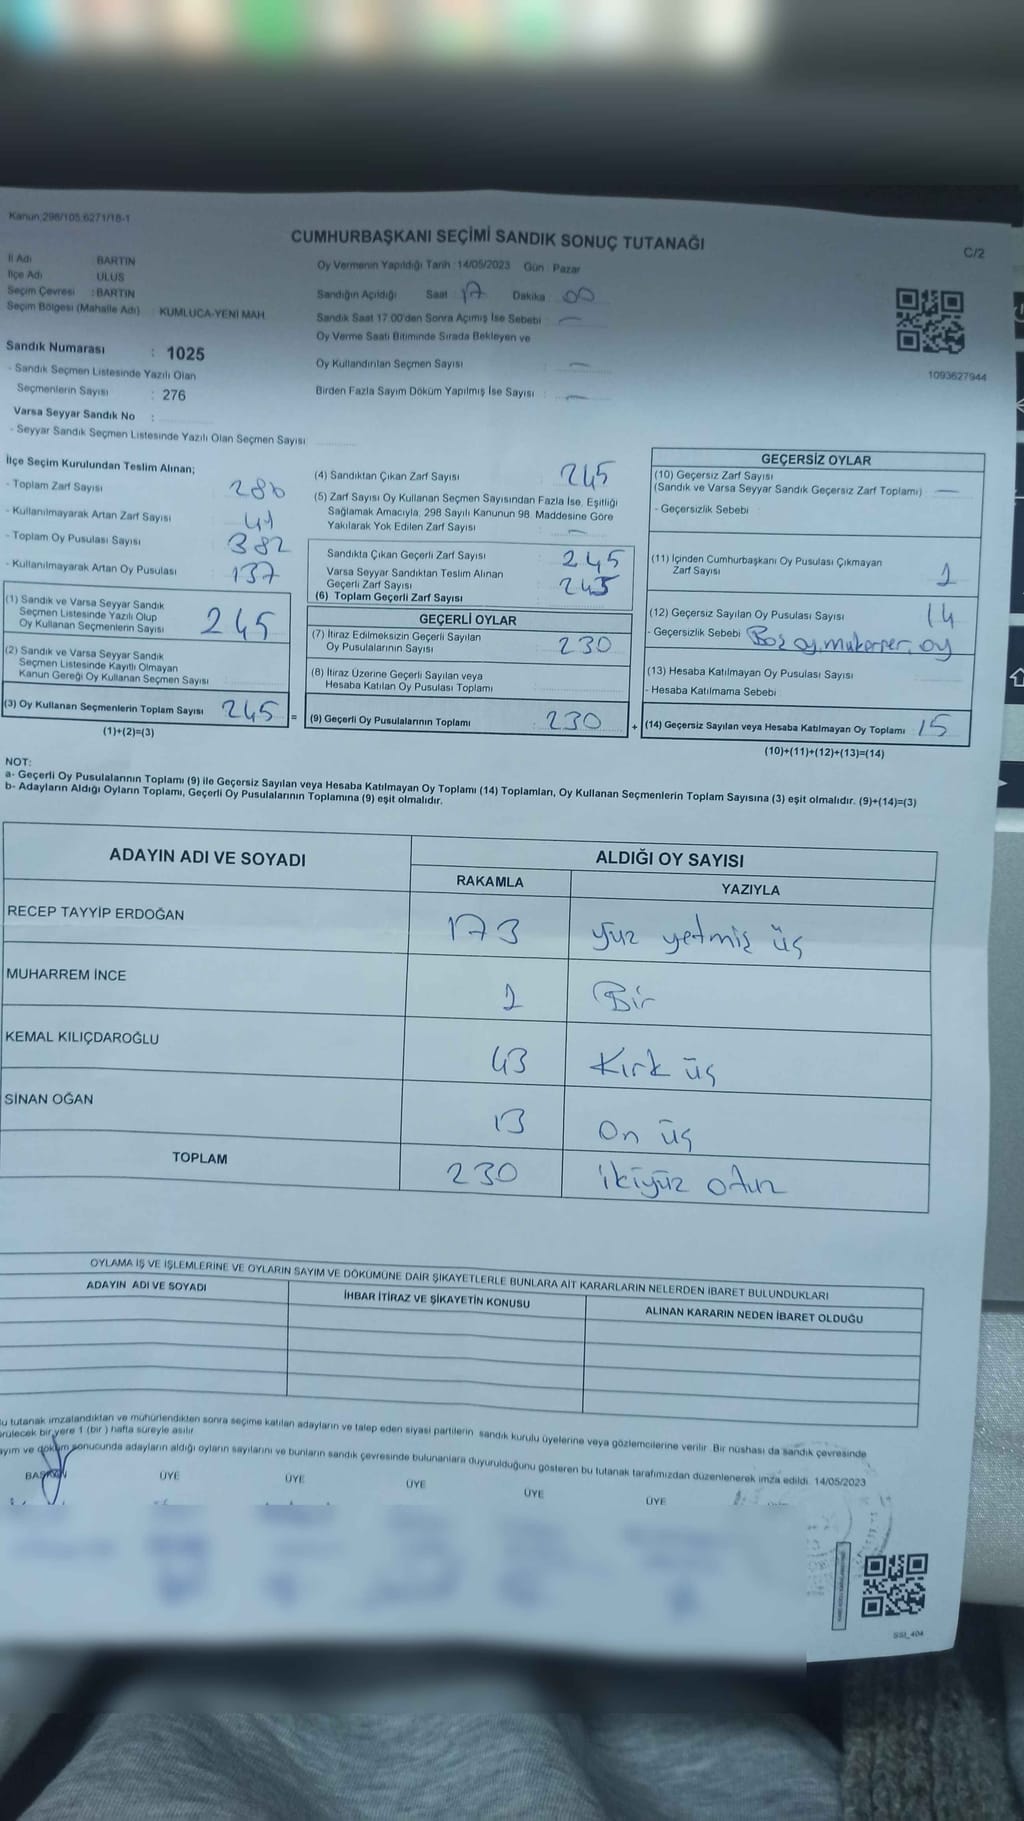 Kanun:298/105;6271/18-1
CUMHURBAŞKANI SEÇİMİ SANDIK SONUÇ TUTANAĞI
C/2
İl Adı BARTIN
İlçe Adı ULUS
Seçim Çevresi : BARTIN
Seçim Bölgesi (Mahalle Adı) : KUMLUCA-YENİ MAH.
Oy Vermenin Yapıldığı Tarih : 14/05/2023 Gün : Pazar
Sandığın Açıldığı Saat 17 Dakika 00
Sandık Saat 17.00'den Sonra Açımış İse Sebebi : —
Oy Verme Saati Bitiminde Sırada Bekleyen ve
Oy Kullandırılan Seçmen Sayısı —
Birden Fazla Sayım Döküm Yapılmış İse Sayısı : —
1093627944
Sandık Numarası : 1025
- Sandık Seçmen Listesinde Yazılı Olan
Seçmenlerin Sayısı : 276
Varsa Seyyar Sandık No :
- Seyyar Sandık Seçmen Listesinde Yazılı Olan Seçmen Sayısı
İlçe Seçim Kurulundan Teslim Alınan;
- Toplam Zarf Sayısı 286
- Kullanılmayarak Artan Zarf Sayısı 41
- Toplam Oy Pusulası Sayısı 382
- Kullanılmayarak Artan Oy Pusulası 137
(1) Sandık ve Varsa Seyyar Sandık
Seçmen Listesinde Yazılı Olup
Oy Kullanan Seçmenlerin Sayısı 245
(2) Sandık ve Varsa Seyyar Sandık
Seçmen Listesinde Kayıtlı Olmayan
Kanun Gereği Oy Kullanan Seçmen Sayısı
(3) Oy Kullanan Seçmenlerin Toplam Sayısı 245 =
(1)+(2)=(3)
(4) Sandıktan Çıkan Zarf Sayısı 245
(5) Zarf Sayısı Oy Kullanan Seçmen Sayısından Fazla İse, Eşitliği
Sağlamak Amacıyla, 298 Sayılı Kanunun 98. Maddesine Göre
Yakılarak Yok Edilen Zarf Sayısı —
Sandıkta Çıkan Geçerli Zarf Sayısı 245
Varsa Seyyar Sandıktan Teslim Alınan
Geçerli Zarf Sayısı
(6) Toplam Geçerli Zarf Sayısı 245
GEÇERLİ OYLAR
(7) İtiraz Edilmeksizin Geçerli Sayılan
Oy Pusulalarının Sayısı 230
(8) İtiraz Üzerine Geçerli Sayılan veya
Hesaba Katılan Oy Pusulası Toplamı
(9) Geçerli Oy Pusulalarının Toplamı : 230 +
GEÇERSİZ OYLAR
(10) Geçersiz Zarf Sayısı
(Sandık ve Varsa Seyyar Sandık Geçersiz Zarf Toplamı) —
- Geçersizlik Sebebi
(11) İçinden Cumhurbaşkanı Oy Pusulası Çıkmayan
Zarf Sayısı 1
(12) Geçersiz Sayılan Oy Pusulası Sayısı 14
- Geçersizlik Sebebi Boş oy, mükerrer oy
(13) Hesaba Katılmayan Oy Pusulası Sayısı
- Hesaba Katılmama Sebebi
(14) Geçersiz Sayılan veya Hesaba Katılmayan Oy Toplamı 15
(10)+(11)+(12)+(13)=(14)
NOT:
a- Geçerli Oy Pusulalarının Toplamı (9) ile Geçersiz Sayılan veya Hesaba Katılmayan Oy Toplamı (14) Toplamları, Oy Kullanan Seçmenlerin Toplam Sayısına (3) eşit olmalıdır. (9)+(14)=(3)
b- Adayların Aldığı Oyların Toplamı, Geçerli Oy Pusulalarının Toplamına (9) eşit olmalıdır.
ADAYIN ADI VE SOYADI
ALDIĞI OY SAYISI
RAKAMLA YAZIYLA
RECEP TAYYİP ERDOĞAN 173 yüz yetmiş üç
MUHARREM İNCE 1 Bir
KEMAL KILIÇDAROĞLU 43 Kırk üç
SİNAN OĞAN 13 On üç
TOPLAM 230 ikiyüz otuz
OYLAMA İŞ VE İŞLEMLERİNE VE OYLARIN SAYIM VE DÖKÜMÜNE DAİR ŞİKAYETLERLE BUNLARA AİT KARARLARIN NELERDEN İBARET BULUNDUKLARI
ADAYIN ADI VE SOYADI İHBAR İTİRAZ VE ŞİKAYETİN KONUSU ALINAN KARARIN NEDEN İBARET OLDUĞU
u tutanak imzalandıktan ve mühürlendikten sonra seçime katılan adayların ve talep eden siyasi partilerin sandık kurulu üyelerine veya gözlemcilerine verilir. Bir nüshası da sandık çevresinde
rülecek bir yere 1 (bir) hafta süreyle asılır.
ayım ve döküm sonucunda adayların aldığı oyların sayılarını ve bunların sandık çevresinde bulunanlara duyurulduğunu gösteren bu tutanak tarafımızdan düzenlenerek imza edildi. 14/05/2023
BAŞKAN ÜYE ÜYE ÜYE ÜYE ÜYE
SSI_404